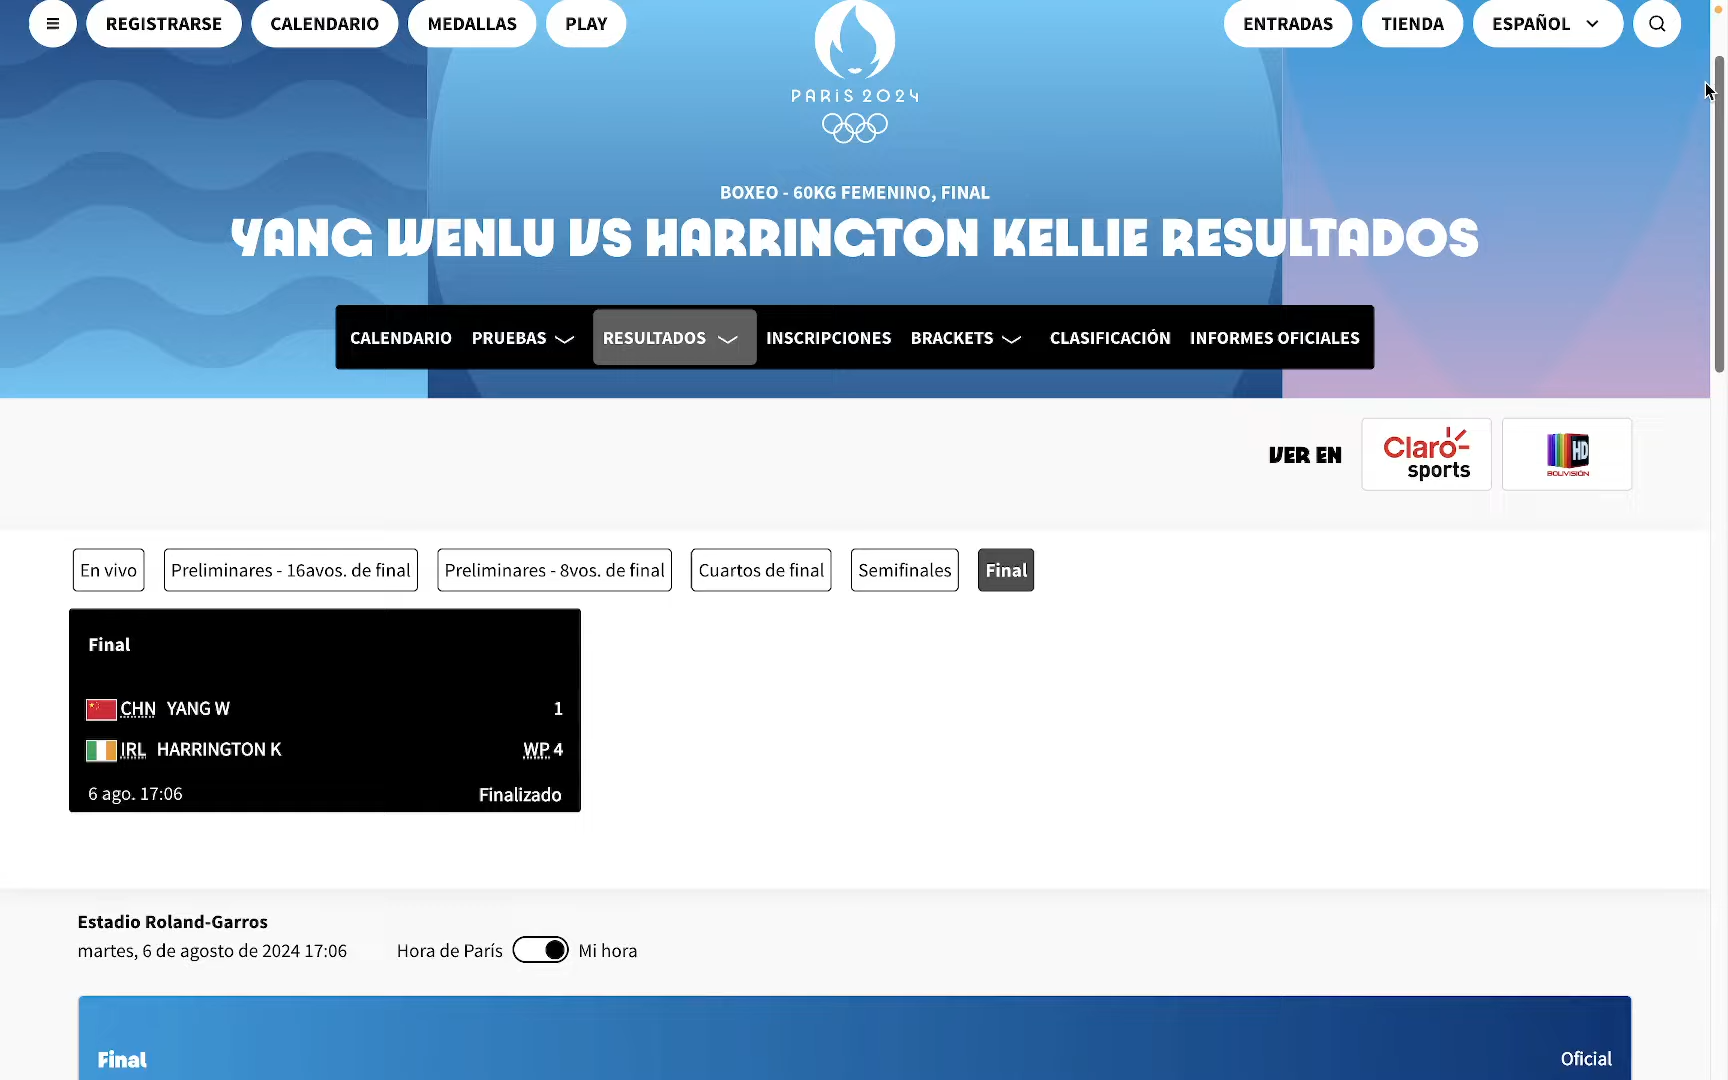 REGISTRARSE CALENDARIO MEDALLAS PLAY ENTRADAS TIENDA ESPAÑOL
PARIS 2024
BOXEO - 60KG FEMENINO, FINAL
YANG WENLU VS HARRINGTON KELLIE RESULTADOS
CALENDARIO PRUEBAS RESULTADOS INSCRIPCIONES BRACKETS CLASIFICACIÓN INFORMES OFICIALES
VER EN Claro sports HD BOLIVISIÓN
En vivo Preliminares - 16avos. de final Preliminares - 8vos. de final Cuartos de final Semifinales Final
Final
CHN YANG W 1
IRL HARRINGTON K WP 4
6 ago. 17:06 Finalizado
Estadio Roland-Garros
martes, 6 de agosto de 2024 17:06 Hora de París Mi hora
Final Oficial